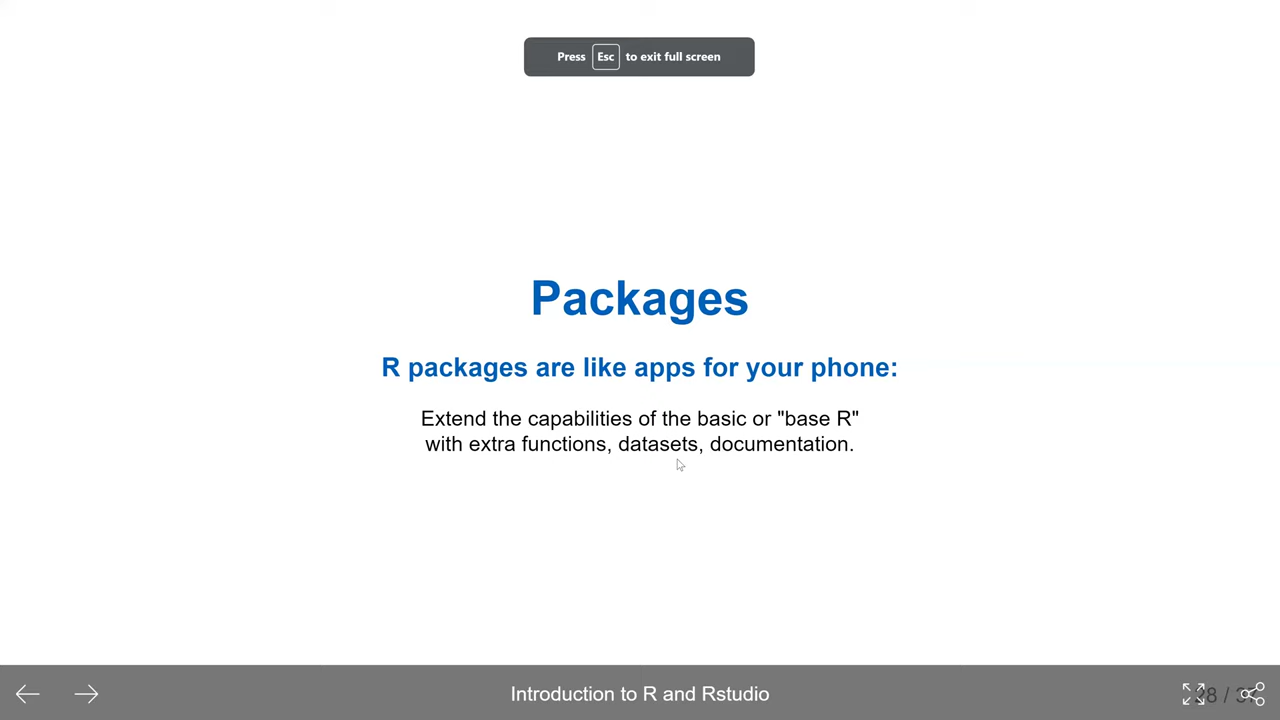 Press Esc to exit full screen
Packages
R packages are like apps for your phone:
Extend the capabilities of the basic or "base R"
with extra functions, datasets, documentation.
Introduction to R and Rstudio